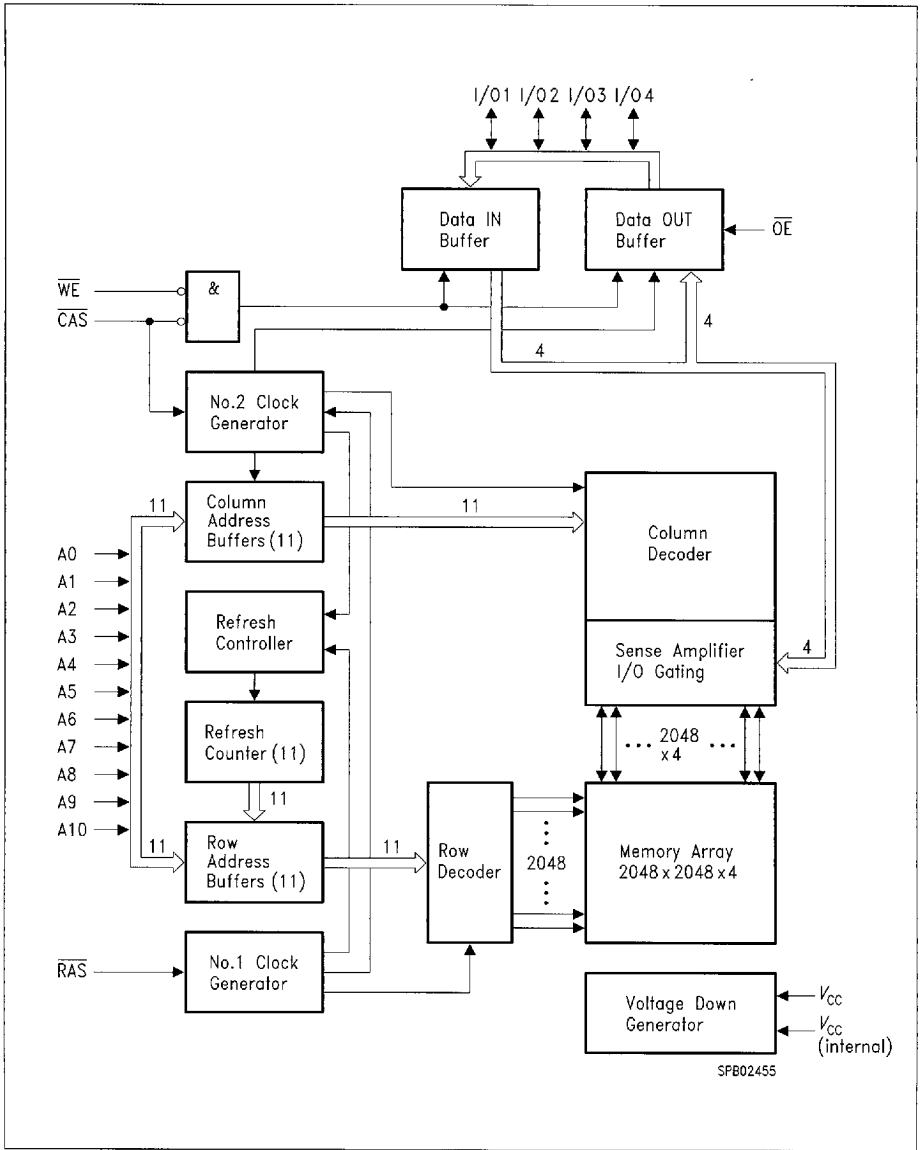 I/O1 I/O2 I/O3 I/O4
Data IN
Buffer
Data OUT
Buffer
OE
WE
&
CAS
4
4
No.2 Clock
Generator
11
Column
Address
Buffers (11)
11
Column
Decoder
A0
A1
A2
A3
A4
A5
A6
A7
A8
A9
A10
Refresh
Controller
Sense Amplifier
I/O Gating
4
Refresh
Counter (11)
11
••• 2048 •••
x 4
11
Row
Address
Buffers (11)
11
Row
Decoder
2048
Memory Array
2048 x 2048 x 4
RAS
No.1 Clock
Generator
Voltage Down
Generator
VCC
VCC
(internal)
SPB02455